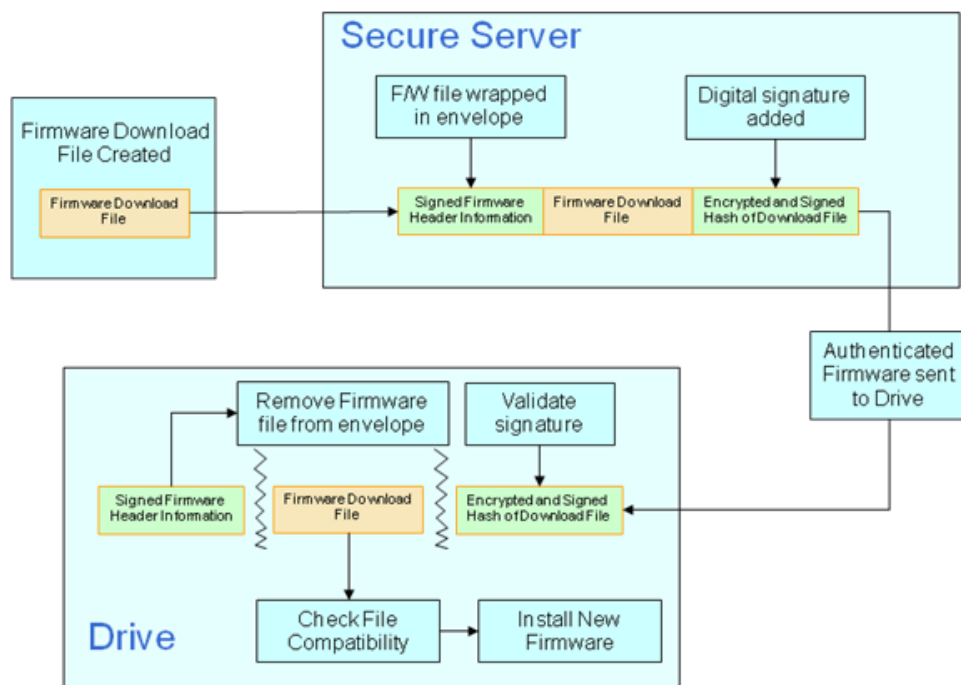 Secure Server
F/W file wrapped
in envelope
Digital signature
added
Firmware Download
File Created
Firmware Download
File
Signed Firmware
Header Information
Firmware Download
File
Encrypted and Signed
Hash of Download File
Authenticated
Firmware sent
to Drive
Remove Firmware
file from envelope
Validate
signature
Signed Firmware
Header Information
Firmware Download
File
Encrypted and Signed
Hash of Download File
Check File
Compatibility
Install New
Firmware
Drive